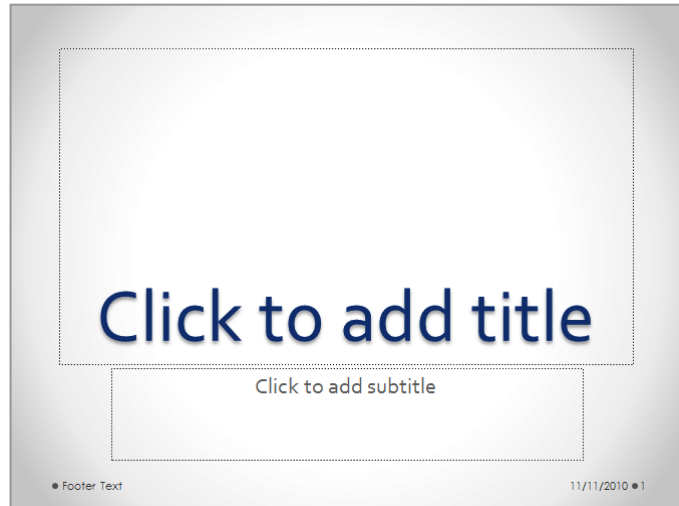 Click to add title
Click to add subtitle
● Footer Text 11/11/2010 ● 1